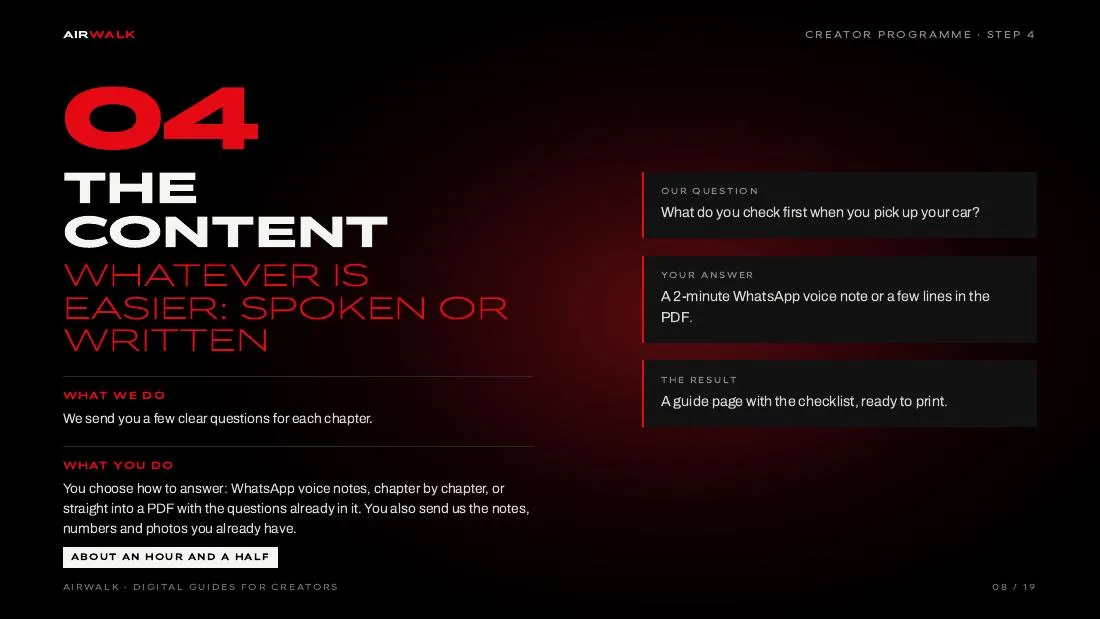 AIRWALK
CREATOR PROGRAMME · STEP 4
04
THE
CONTENT
WHATEVER IS
EASIER: SPOKEN OR
WRITTEN
WHAT WE DO
We send you a few clear questions for each chapter.
WHAT YOU DO
You choose how to answer: WhatsApp voice notes, chapter by chapter, or
straight into a PDF with the questions already in it. You also send us the notes,
numbers and photos you already have.
ABOUT AN HOUR AND A HALF
OUR QUESTION
What do you check first when you pick up your car?
YOUR ANSWER
A 2-minute WhatsApp voice note or a few lines in the
PDF.
THE RESULT
A guide page with the checklist, ready to print.
AIRWALK · DIGITAL GUIDES FOR CREATORS
08 / 19